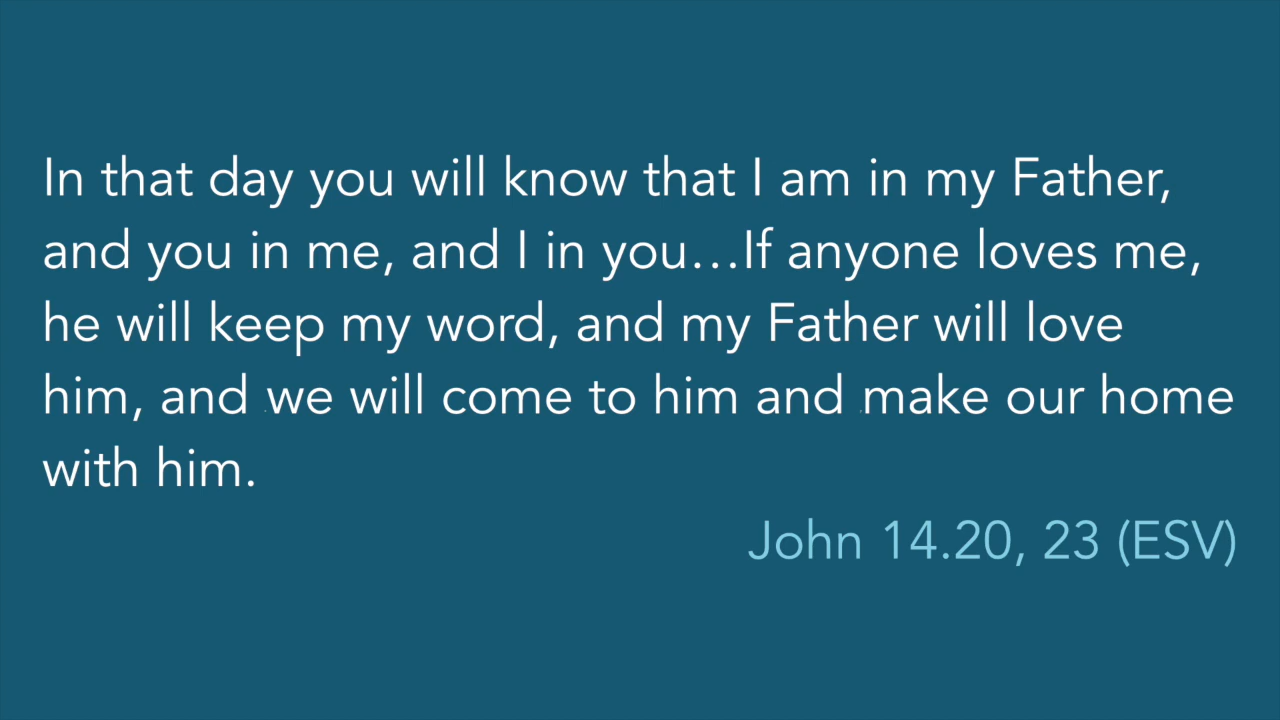 In that day you will know that I am in my Father,
and you in me, and I in you…If anyone loves me,
he will keep my word, and my Father will love
him, and we will come to him and make our home
with him.
John 14.20, 23 (ESV)